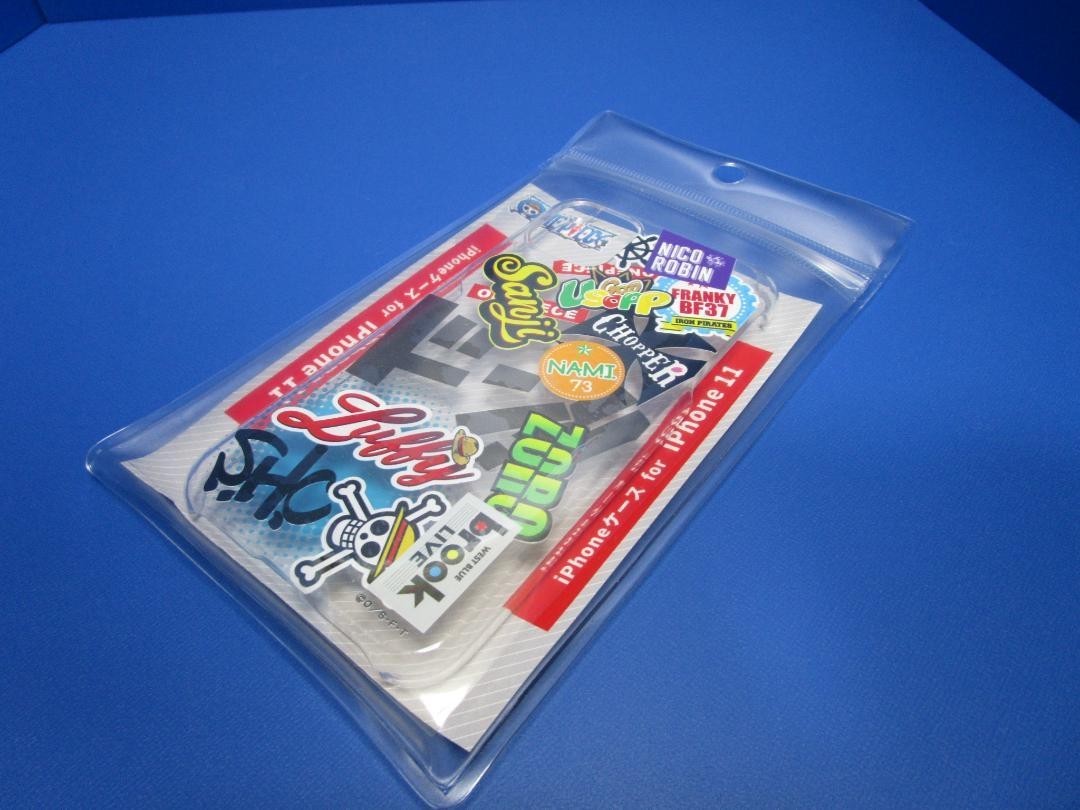 ONE PIECE
NICO
ROBIN
Sanji
Usopp
FRANKY
BF37
IRON PIRATES
CHOPPER
NAMI
73
iPhoneケース for iPhone 11
Luffy
ZORO
brook
LIVE
WEST BLUE
iPhoneケース for iPhone 11